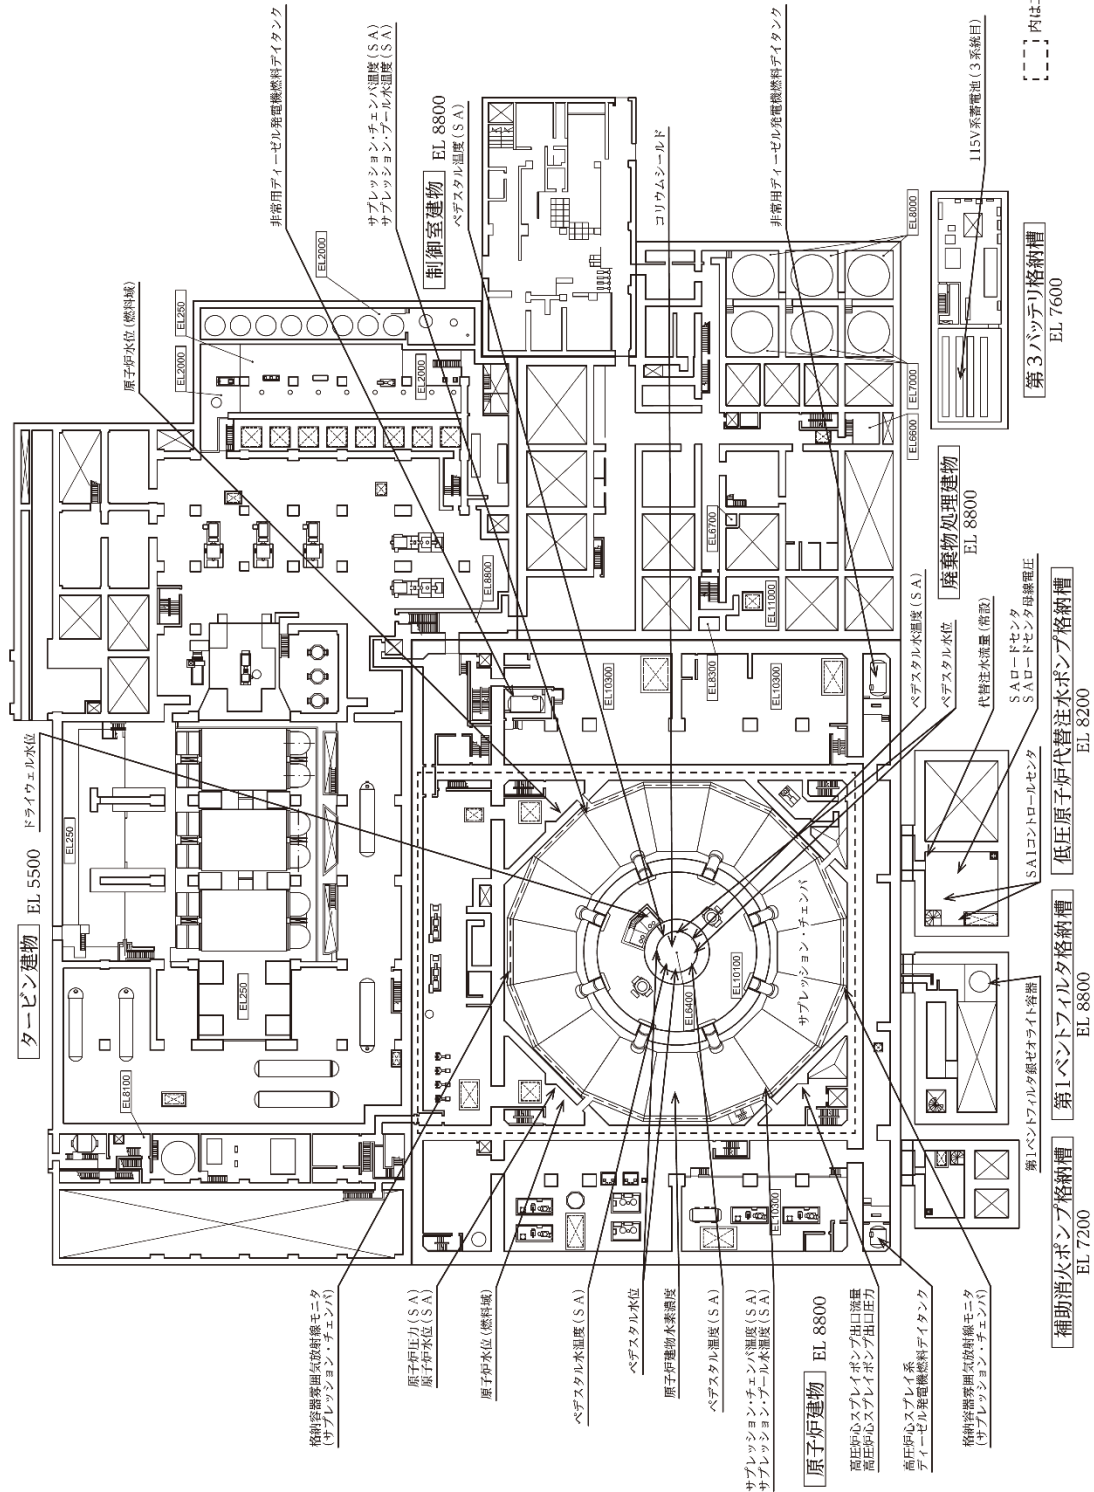 タービン建物 EL 5500
ドライウェル水位
原子炉水位(燃料域)
非常用ディーゼル発電機燃料デイタンク
サプレッション・チェンバ温度(SA)
サプレッション・プール水温度(SA)
制御室建物 EL 8800
ペデスタル温度(SA)
コリウムシールド
非常用ディーゼル発電機燃料デイタンク
115V系蓄電池(3系統目)
内は
EL250
EL2000
EL2000
EL250
EL2000
EL250
EL8100
EL8800
EL8000
EL7000
EL6600
EL6700
EL11000
EL8300
EL10300
EL10300
EL10300
EL10100
EL6400
サプレッション・チェンバ
第3バッテリ格納槽
EL 7600
廃棄物処理建物
EL 8800
ペデスタル水温度(SA)
ペデスタル水位
代替注水流量(常設)
SAロードセンタ
SAロードセンタ母線電圧
SA1コントロールセンタ
低圧原子炉代替注水ポンプ格納槽
EL 8200
第1ベントフィルタ格納槽
EL 8800
第1ベントフィルタ銀ゼオライト容器
補助消火ポンプ格納槽
EL 7200
格納容器雰囲気放射線モニタ
(サプレッション・チェンバ)
原子炉圧力(SA)
原子炉水位(SA)
原子炉水位(燃料域)
ペデスタル水温度(SA)
ペデスタル水位
原子炉建物水素濃度
ペデスタル温度(SA)
サプレッション・チェンバ温度(SA)
サプレッション・プール水温度(SA)
原子炉建物 EL 8800
高圧炉心スプレイポンプ出口流量
高圧炉心スプレイポンプ出口圧力
高圧炉心スプレイ系
ディーゼル発電機燃料デイタンク
格納容器雰囲気放射線モニタ
(サプレッション・チェンバ)